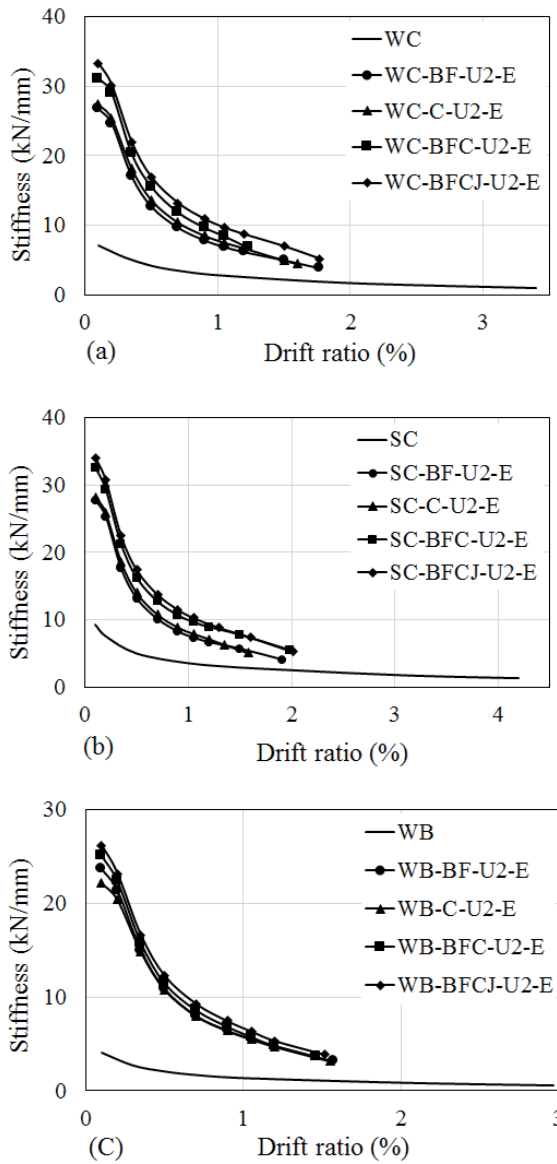 40
WC
WC-BF-U2-E
30
WC-C-U2-E
WC-BFC-U2-E
20
WC-BFCJ-U2-E
10
0
Stiffness (kN/mm)
0 1 2 3
(a)
Drift ratio (%)
40
SC
SC-BF-U2-E
30
SC-C-U2-E
SC-BFC-U2-E
20
SC-BFCJ-U2-E
10
0
Stiffness (kN/mm)
0 1 2 3 4
(b)
Drift ratio (%)
30
WB
WB-BF-U2-E
20
WB-C-U2-E
WB-BFC-U2-E
WB-BFCJ-U2-E
10
0
Stiffness (kN/mm)
0 1 2 3
(C)
Drift ratio (%)